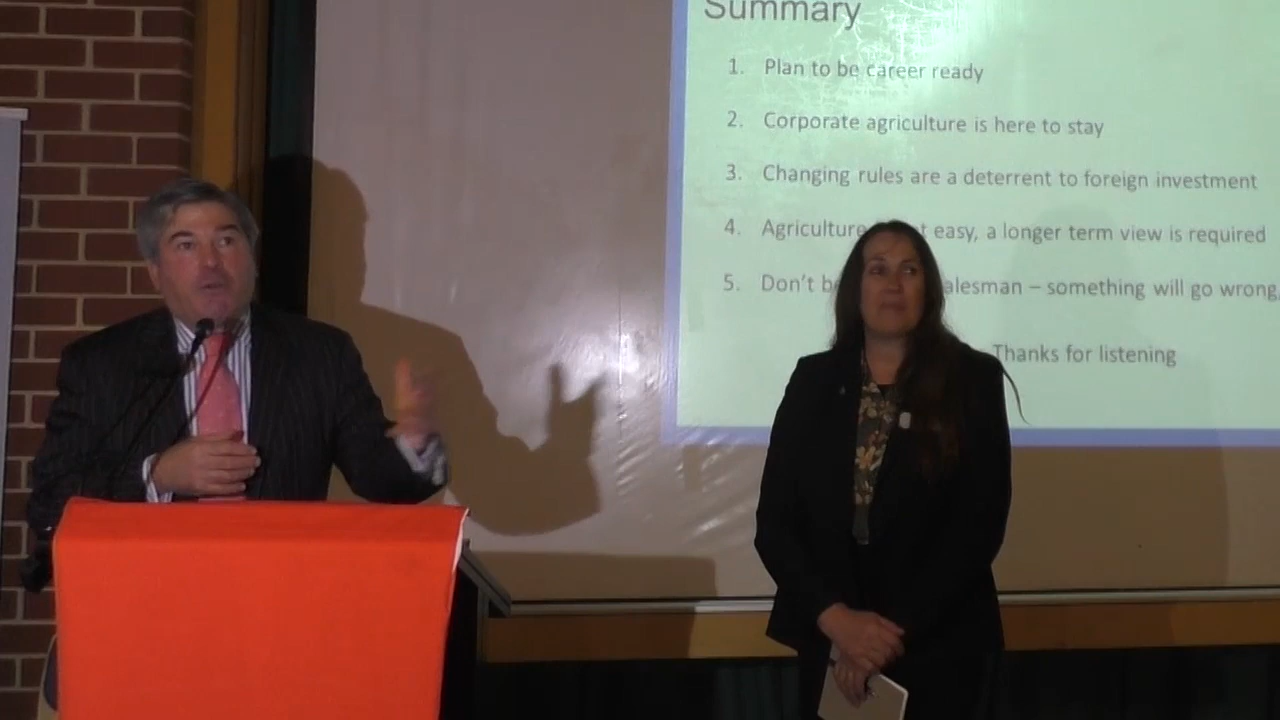 Summary
1. Plan to be career ready
2. Corporate agriculture is here to stay
3. Changing rules are a deterrent to foreign investment
4. Agriculture easy, a longer term view is required
5. Don't salesman – something will go wrong
Thanks for listening